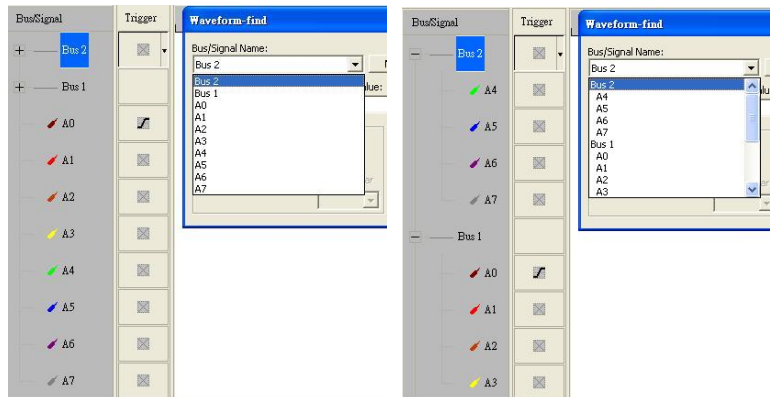 Bus/Signal
Trigger
Bus 2
Bus 1
A0
A1
A2
A3
A4
A5
A6
A7
Waveform-find
Bus/Signal Name:
Bus 2
Bus 2
Bus 1
A0
A1
A2
A3
A4
A5
A6
A7
Bus/Signal
Trigger
Bus 2
A4
A5
A6
A7
Bus 1
A0
A1
A2
A3
Waveform-find
Bus/Signal Name:
Bus 2
Bus 2
A4
A5
A6
A7
Bus 1
A0
A1
A2
A3